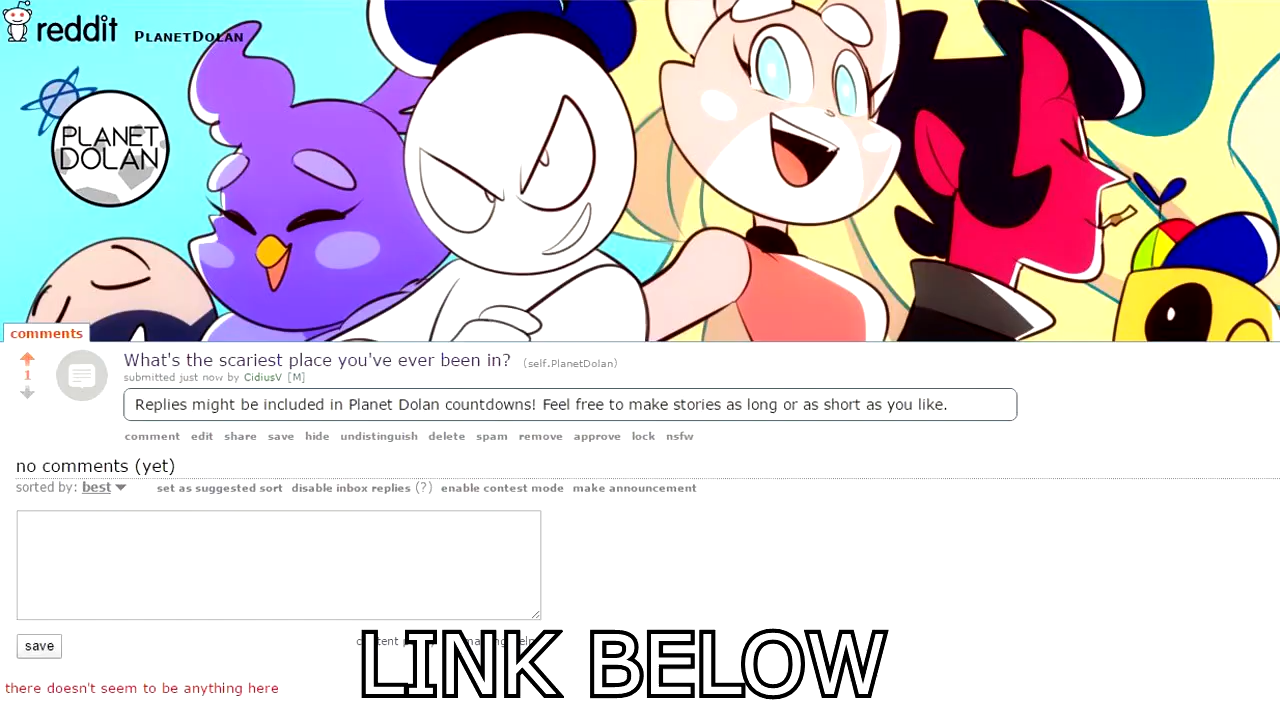 reddit PLANETDOLAN
PLANET
DOLAN
comments
What's the scariest place you've ever been in? (self.PlanetDolan)
1
submitted just now by CidiusV [M]
Replies might be included in Planet Dolan countdowns! Feel free to make stories as long or as short as you like.
comment edit share save hide undistinguish delete spam remove approve lock nsfw
no comments (yet)
sorted by: best set as suggested sort disable inbox replies (?) enable contest mode make announcement
save
LINK BELOW
there doesn't seem to be anything here